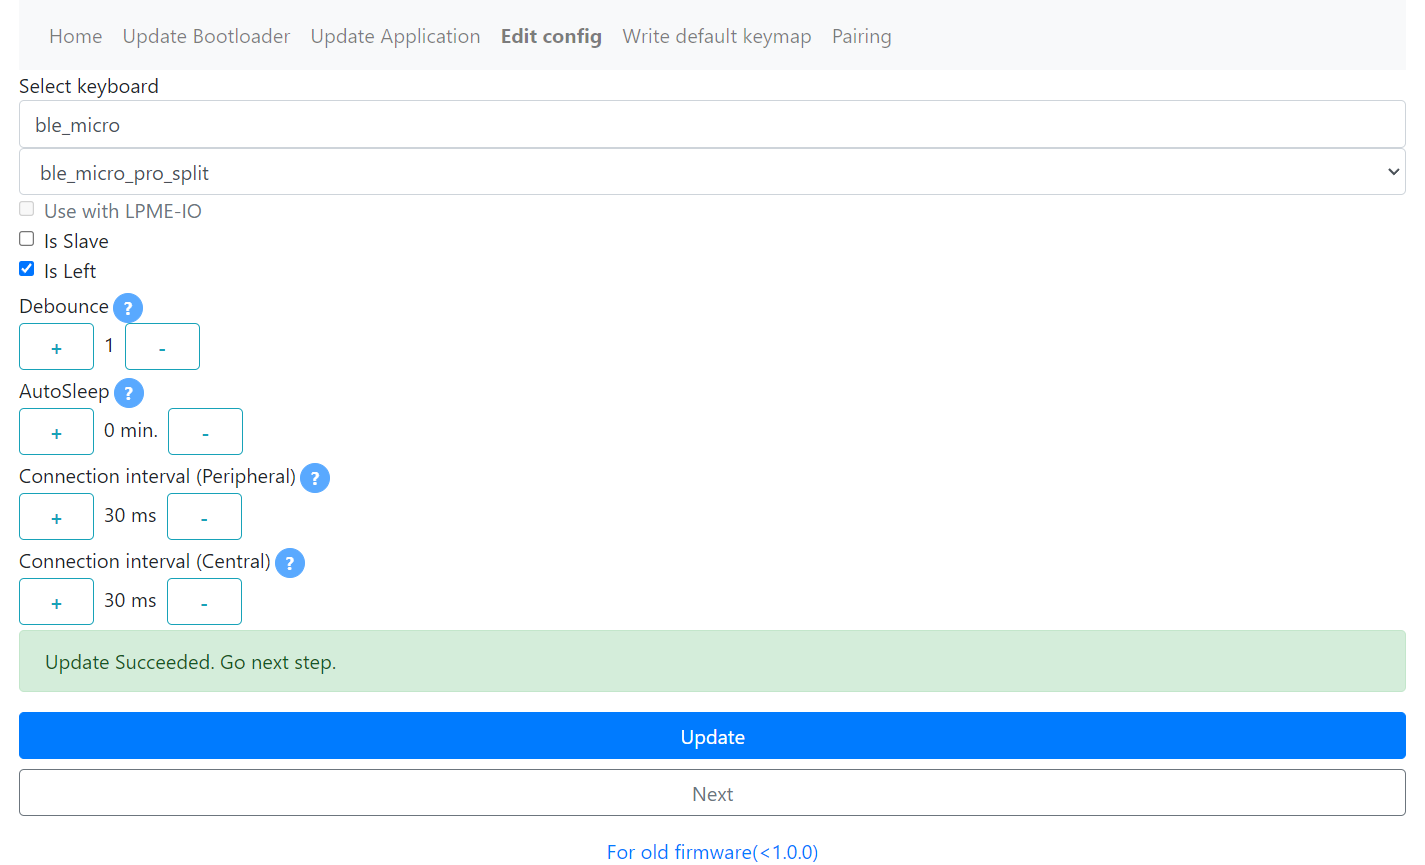 Home Update Bootloader Update Application Edit config Write default keymap Pairing
Select keyboard
ble_micro
ble_micro_pro_split
Use with LPME-IO
Is Slave
Is Left
Debounce ?
+ 1 -
AutoSleep ?
+ 0 min. -
Connection interval (Peripheral) ?
+ 30 ms -
Connection interval (Central) ?
+ 30 ms -
Update Succeeded. Go next step.
Update
Next
For old firmware(<1.0.0)